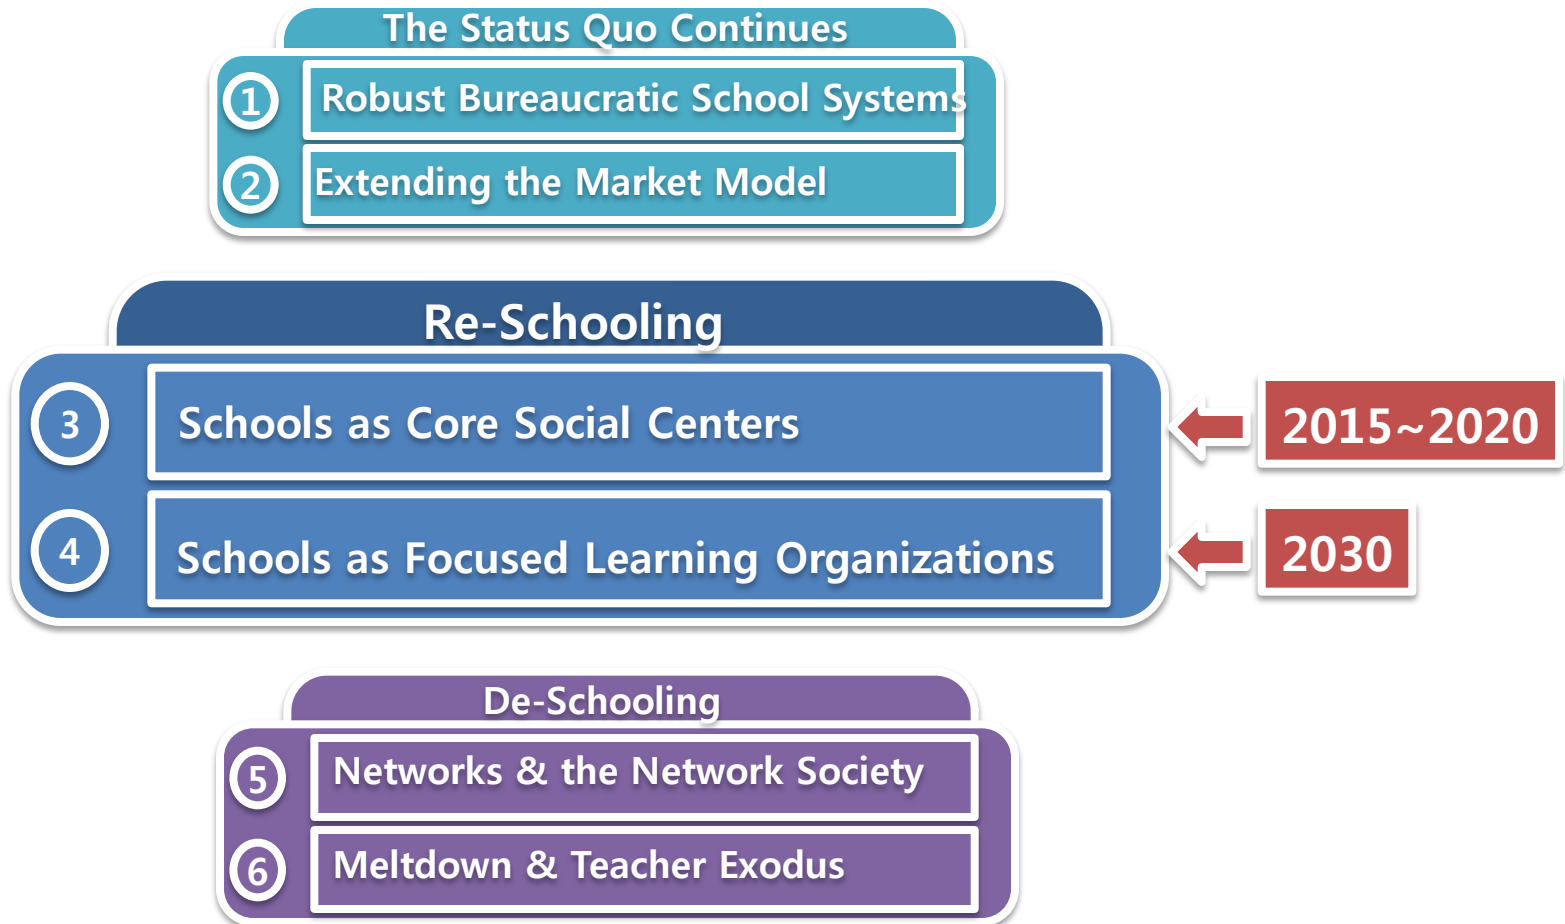 The Status Quo Continues
1 Robust Bureaucratic School Systems
2 Extending the Market Model
Re-Schooling
3 Schools as Core Social Centers
2015~2020
4 Schools as Focused Learning Organizations
2030
De-Schooling
5 Networks & the Network Society
6 Meltdown & Teacher Exodus